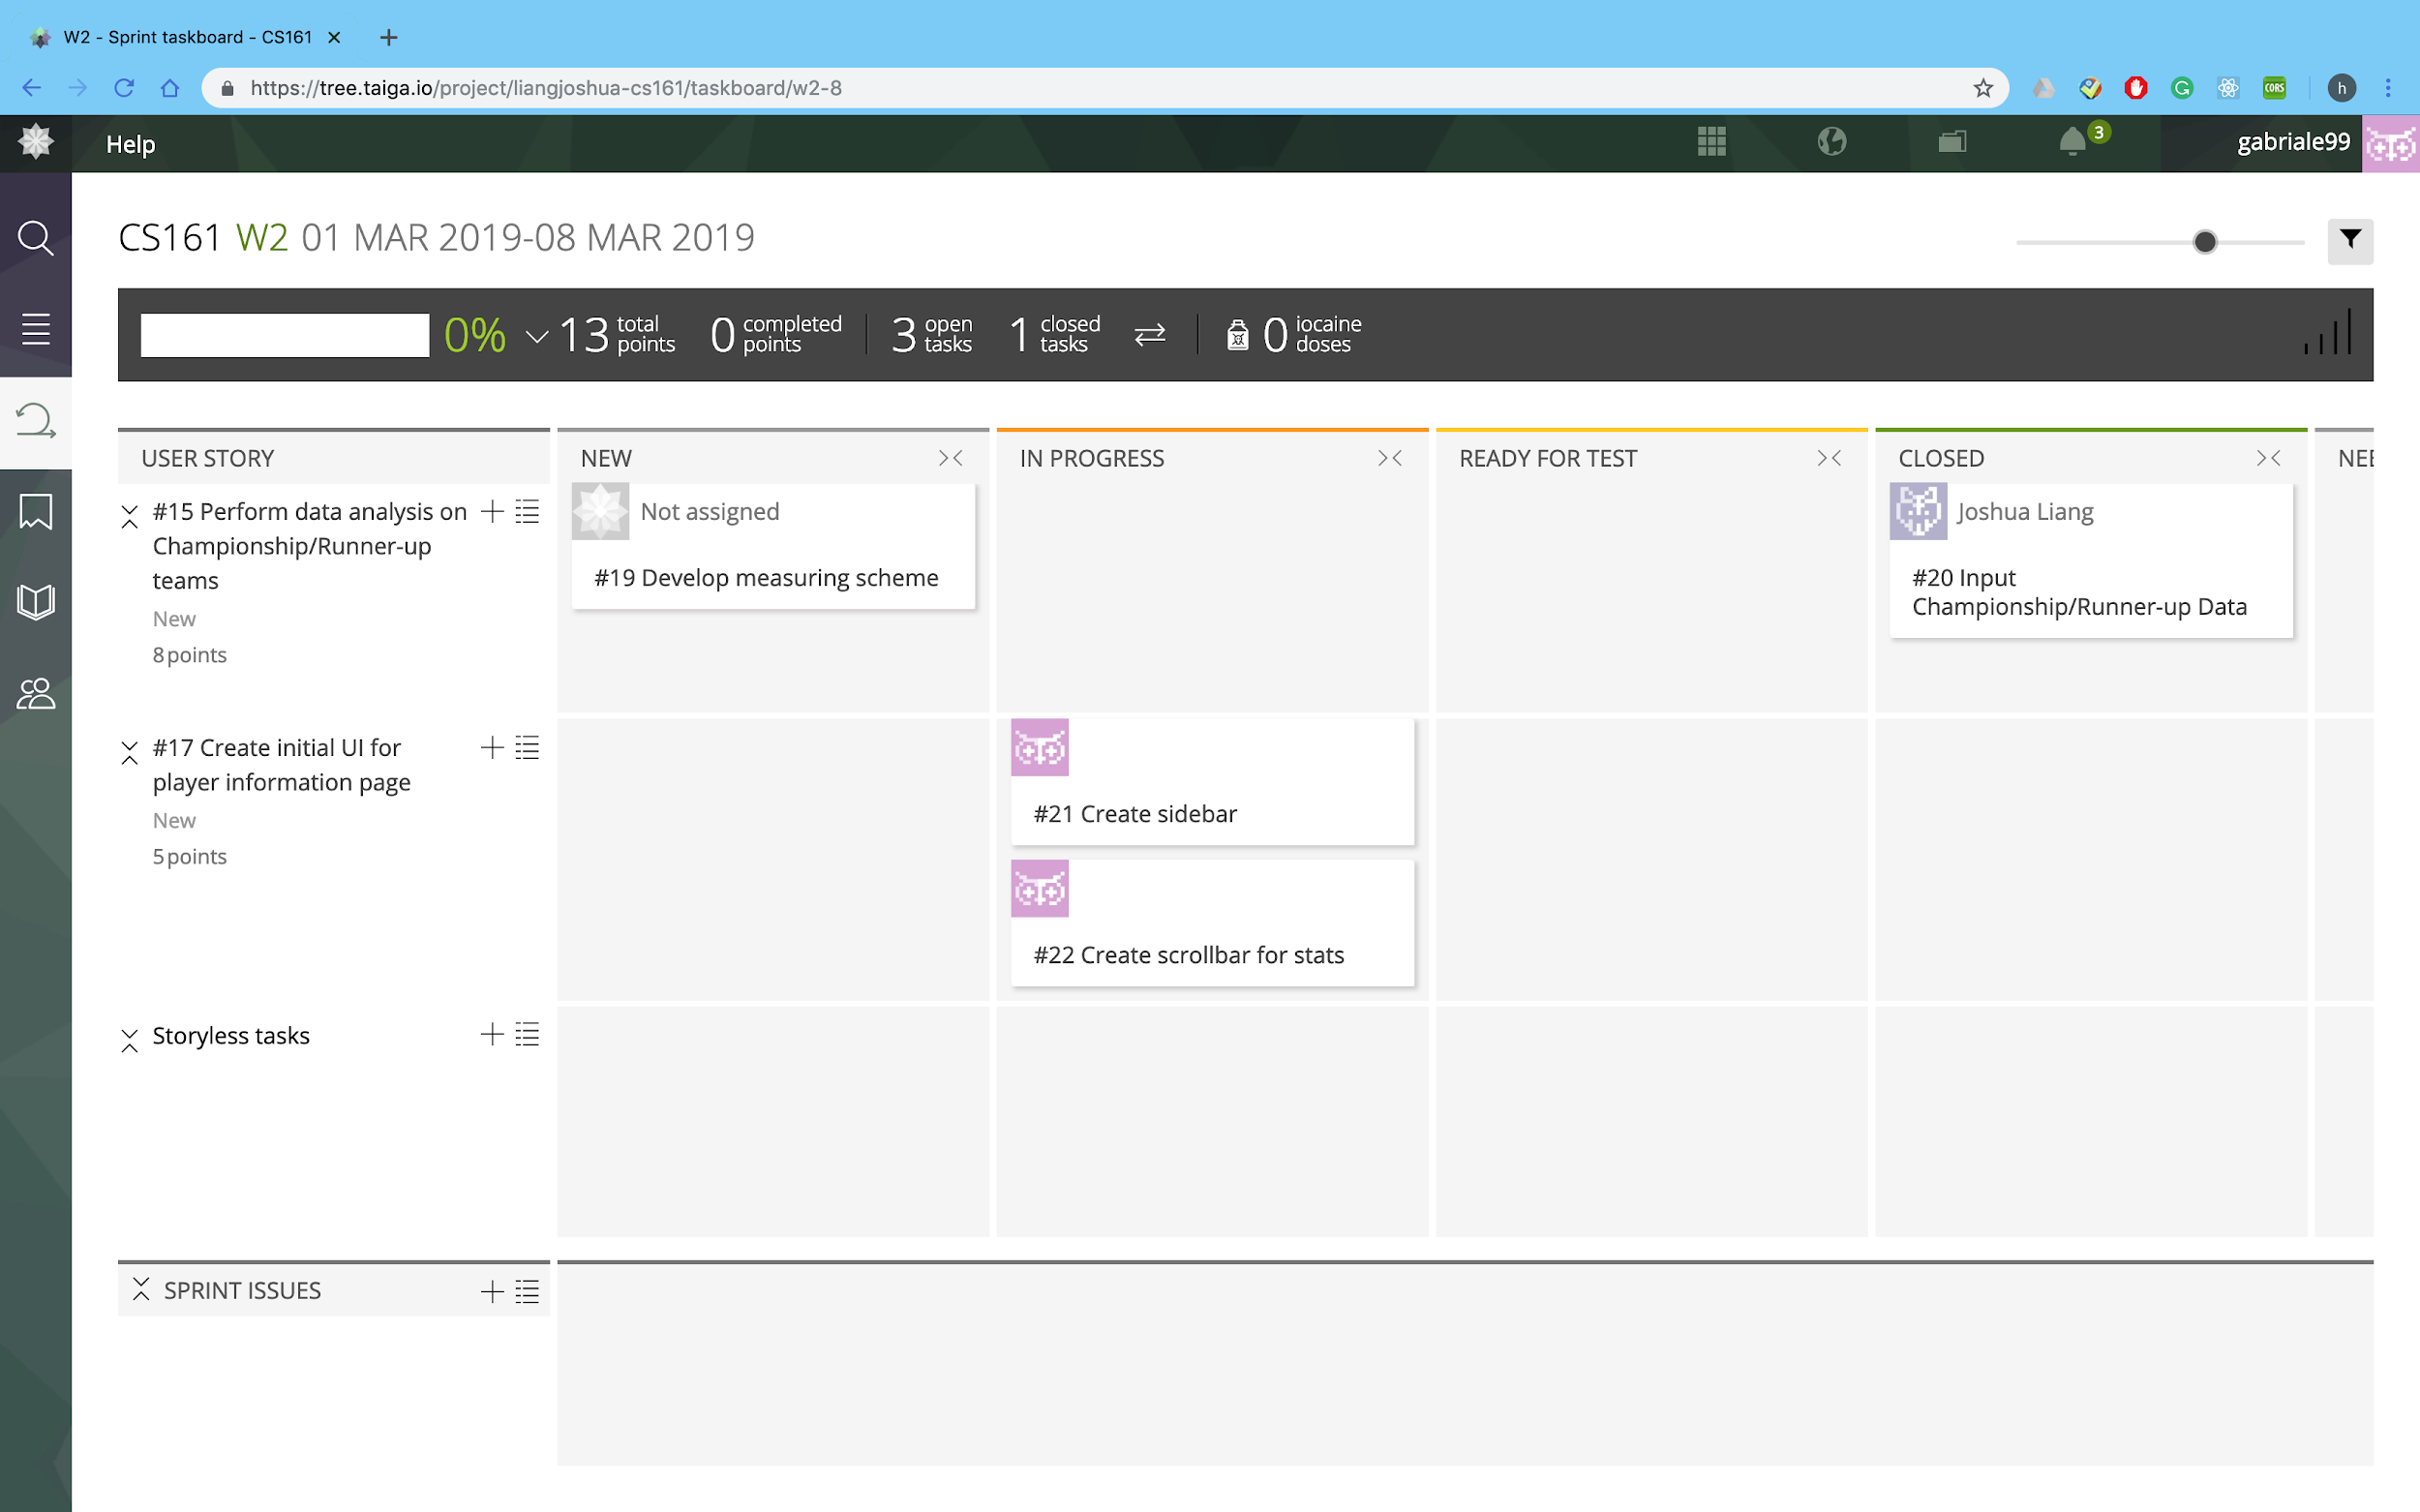 W2 - Sprint taskboard - CS161
https://tree.taiga.io/project/liangjoshua-cs161/taskboard/w2-8
CORS
h
Help
3
gabriale99
CS161 W2 01 MAR 2019-08 MAR 2019
0%
13 total points
0 completed points
3 open tasks
1 closed tasks
0 iocaine doses
USER STORY
NEW
IN PROGRESS
READY FOR TEST
CLOSED
#15 Perform data analysis on
Championship/Runner-up
teams
New
8 points
Not assigned
#19 Develop measuring scheme
Joshua Liang
#20 Input
Championship/Runner-up Data
#17 Create initial UI for
player information page
New
5 points
#21 Create sidebar
#22 Create scrollbar for stats
Storyless tasks
SPRINT ISSUES